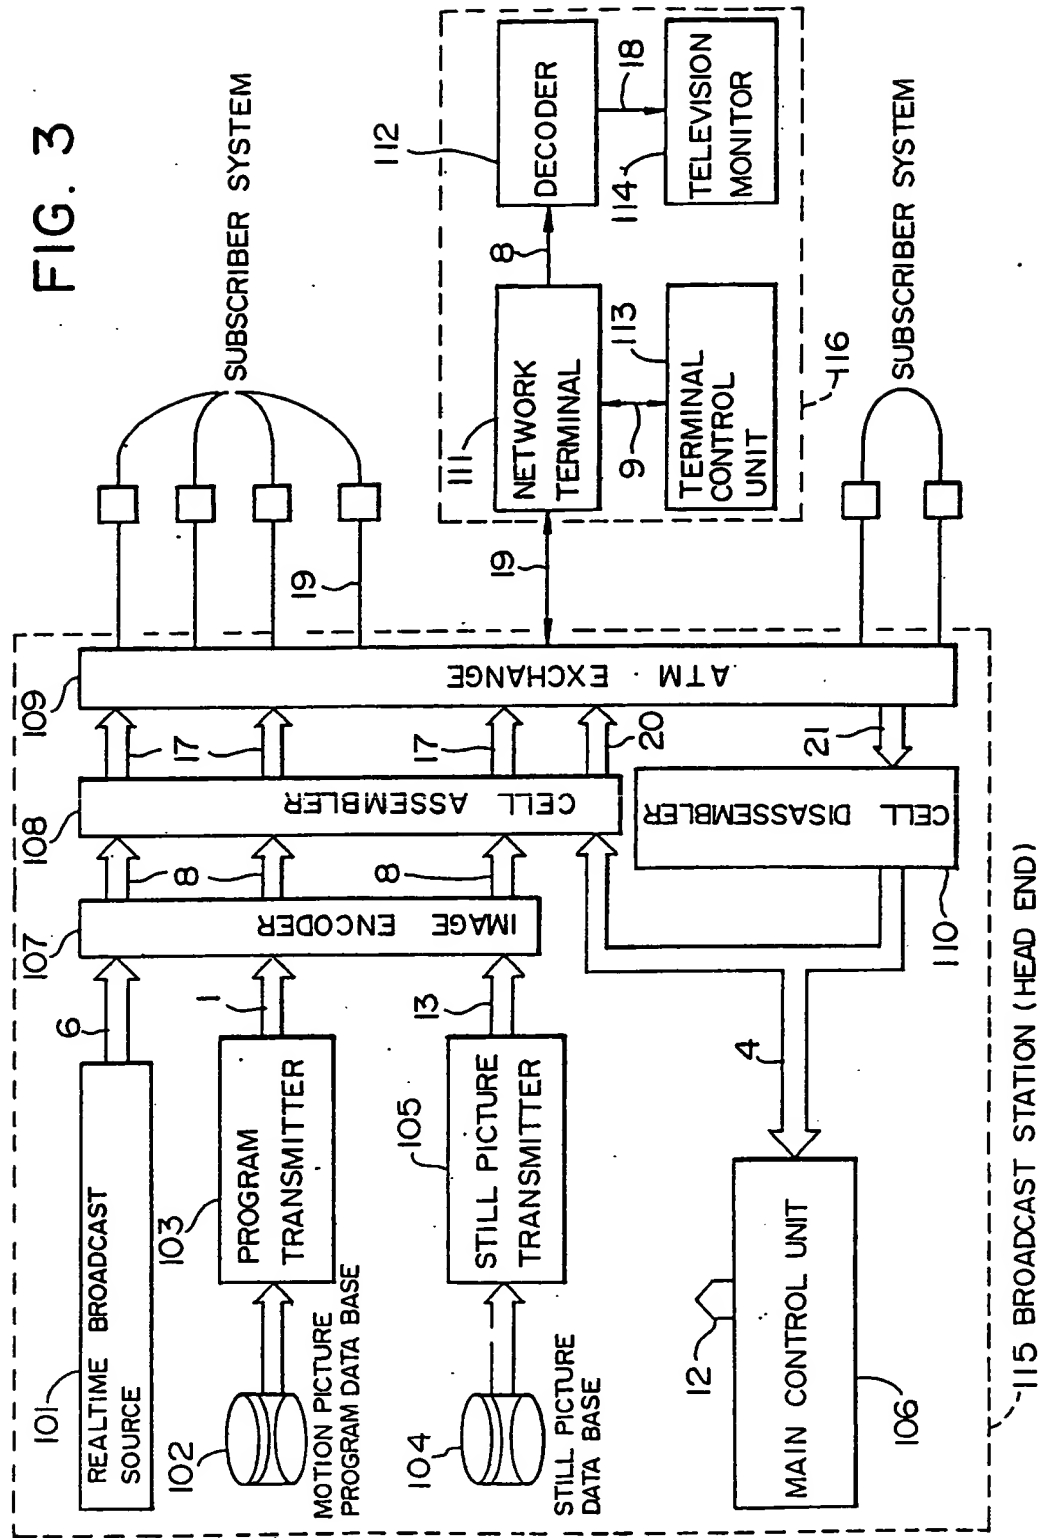 FIG. 3
101
REALTIME BROADCAST
SOURCE
6
107
IMAGE ENCODER
8
108
CELL ASSEMBLER
17
109
ATM EXCHANGE
SUBSCRIBER SYSTEM
19
102
MOTION PICTURE
PROGRAM DATA BASE
103
PROGRAM
TRANSMITTER
1
8
17
104
STILL PICTURE
DATA BASE
105
STILL PICTURE
TRANSMITTER
13
20
19
111
NETWORK
TERMINAL
8
112
DECODER
18
9
113
TERMINAL
CONTROL
UNIT
114
TELEVISION
MONITOR
116
12
MAIN CONTROL UNIT
106
4
110
CELL
DISASSEMBLER
21
SUBSCRIBER SYSTEM
115 BROADCAST STATION (HEAD END)